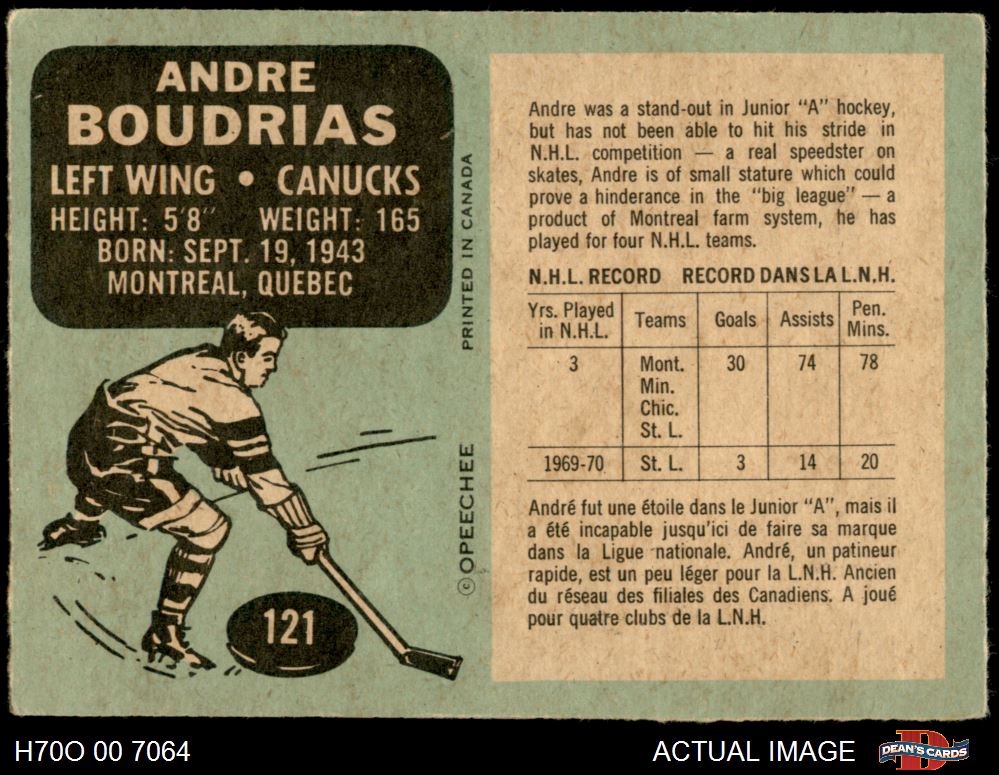 ANDRE
BOUDRIAS
LEFT WING • CANUCKS
HEIGHT: 5'8" WEIGHT: 165
BORN: SEPT. 19, 1943
MONTREAL, QUEBEC
PRINTED IN CANADA
©OPEECHEE
121
Andre was a stand-out in Junior "A" hockey,
but has not been able to hit his stride in
N.H.L. competition — a real speedster on
skates, Andre is of small stature which could
prove a hinderance in the "big league" — a
product of Montreal farm system, he has
played for four N.H.L. teams.
N.H.L. RECORD RECORD DANS LA L.N.H.
Yrs. Played in N.H.L. Teams Goals Assists Pen. Mins.
3 Mont. 30 74 78
Min.
Chic.
St. L.
1969-70 St. L. 3 14 20
André fut une étoile dans le Junior "A", mais il
a été incapable jusqu'ici de faire sa marque
dans la Ligue nationale. André, un patineur
rapide, est un peu léger pour la L.N.H. Ancien
du réseau des filiales des Canadiens. A joué
pour quatre clubs de la L.N.H.
H70O 00 7064
ACTUAL IMAGE
DEAN'S CARDS